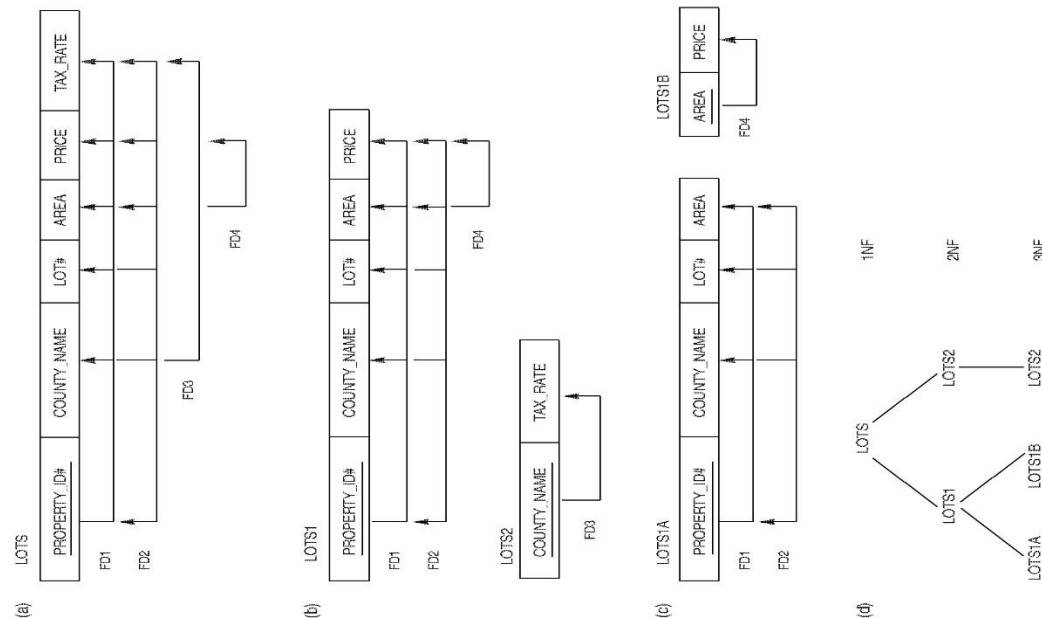 (a)
LOTS
PROPERTY_ID# COUNTY_NAME LOT# AREA PRICE TAX_RATE
FD1
FD2
FD3
FD4
(b)
LOTS1
PROPERTY_ID# COUNTY_NAME LOT# AREA PRICE
FD1
FD2
FD4
LOTS2
COUNTY_NAME TAX_RATE
FD3
(c)
LOTS1A
PROPERTY_ID# COUNTY_NAME LOT# AREA
FD1
FD2
LOTS1B
AREA PRICE
FD4
(d)
LOTS 1NF
LOTS1 LOTS2 2NF
LOTS1A LOTS1B LOTS2 3NF